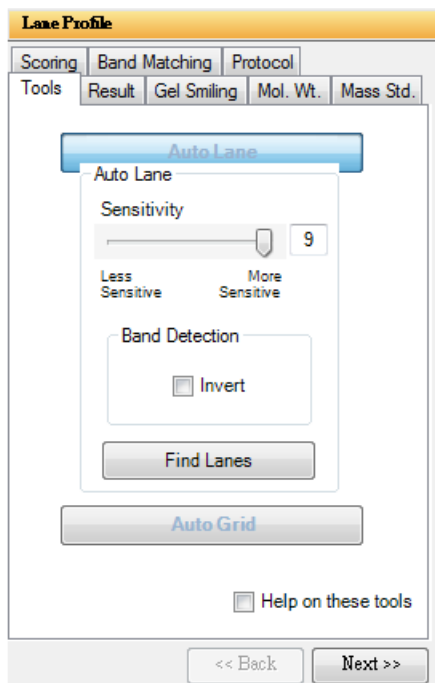 Lane Profile
Scoring Band Matching Protocol
Tools Result Gel Smiling Mol. Wt. Mass Std.
Auto Lane
Auto Lane
Sensitivity
9
Less Sensitive More Sensitive
Band Detection
Invert
Find Lanes
Auto Grid
Help on these tools
<< Back Next >>